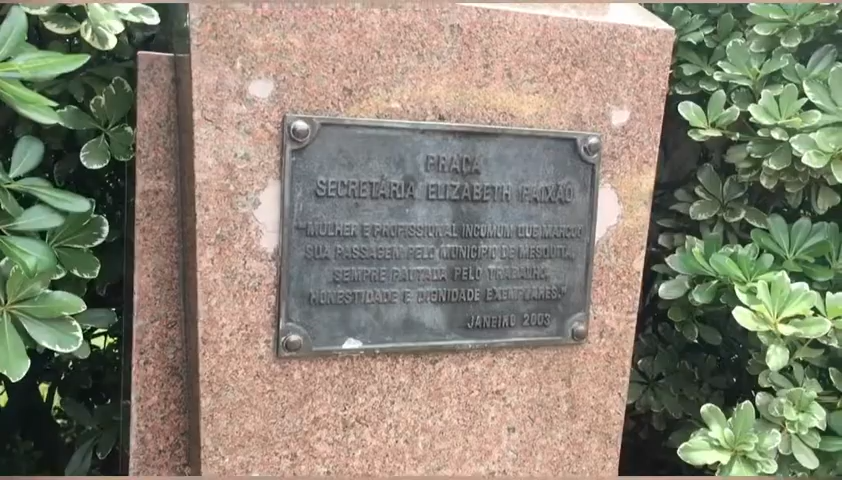 PRAÇA
SECRETÁRIA ELIZABETH PAIXÃO
"MULHER E PROFISSIONAL INCOMUM QUE MARCOU
SUA PASSAGEM PELO MUNICÍPIO DE MESQUITA,
SEMPRE PAUTADA PELO TRABALHO,
HONESTIDADE E DIGNIDADE EXEMPLARES."
JANEIRO 2003